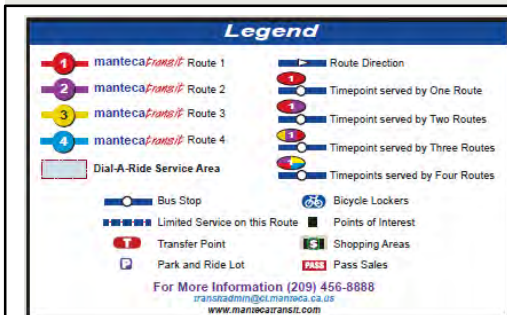 Legend
1 mantecatransit Route 1
2 mantecatransit Route 2
3 mantecatransit Route 3
4 mantecatransit Route 4
Dial-A-Ride Service Area
Route Direction
1 Timepoint served by One Route
1 Timepoint served by Two Routes
1 Timepoint served by Three Routes
Timepoints served by Four Routes
Bus Stop
Limited Service on this Route
T Transfer Point
P Park and Ride Lot
Bicycle Lockers
Points of Interest
$ Shopping Areas
PASS Pass Sales
For More Information (209) 456-8888
transitadmin@ci.manteca.ca.us
www.mantecatransit.com